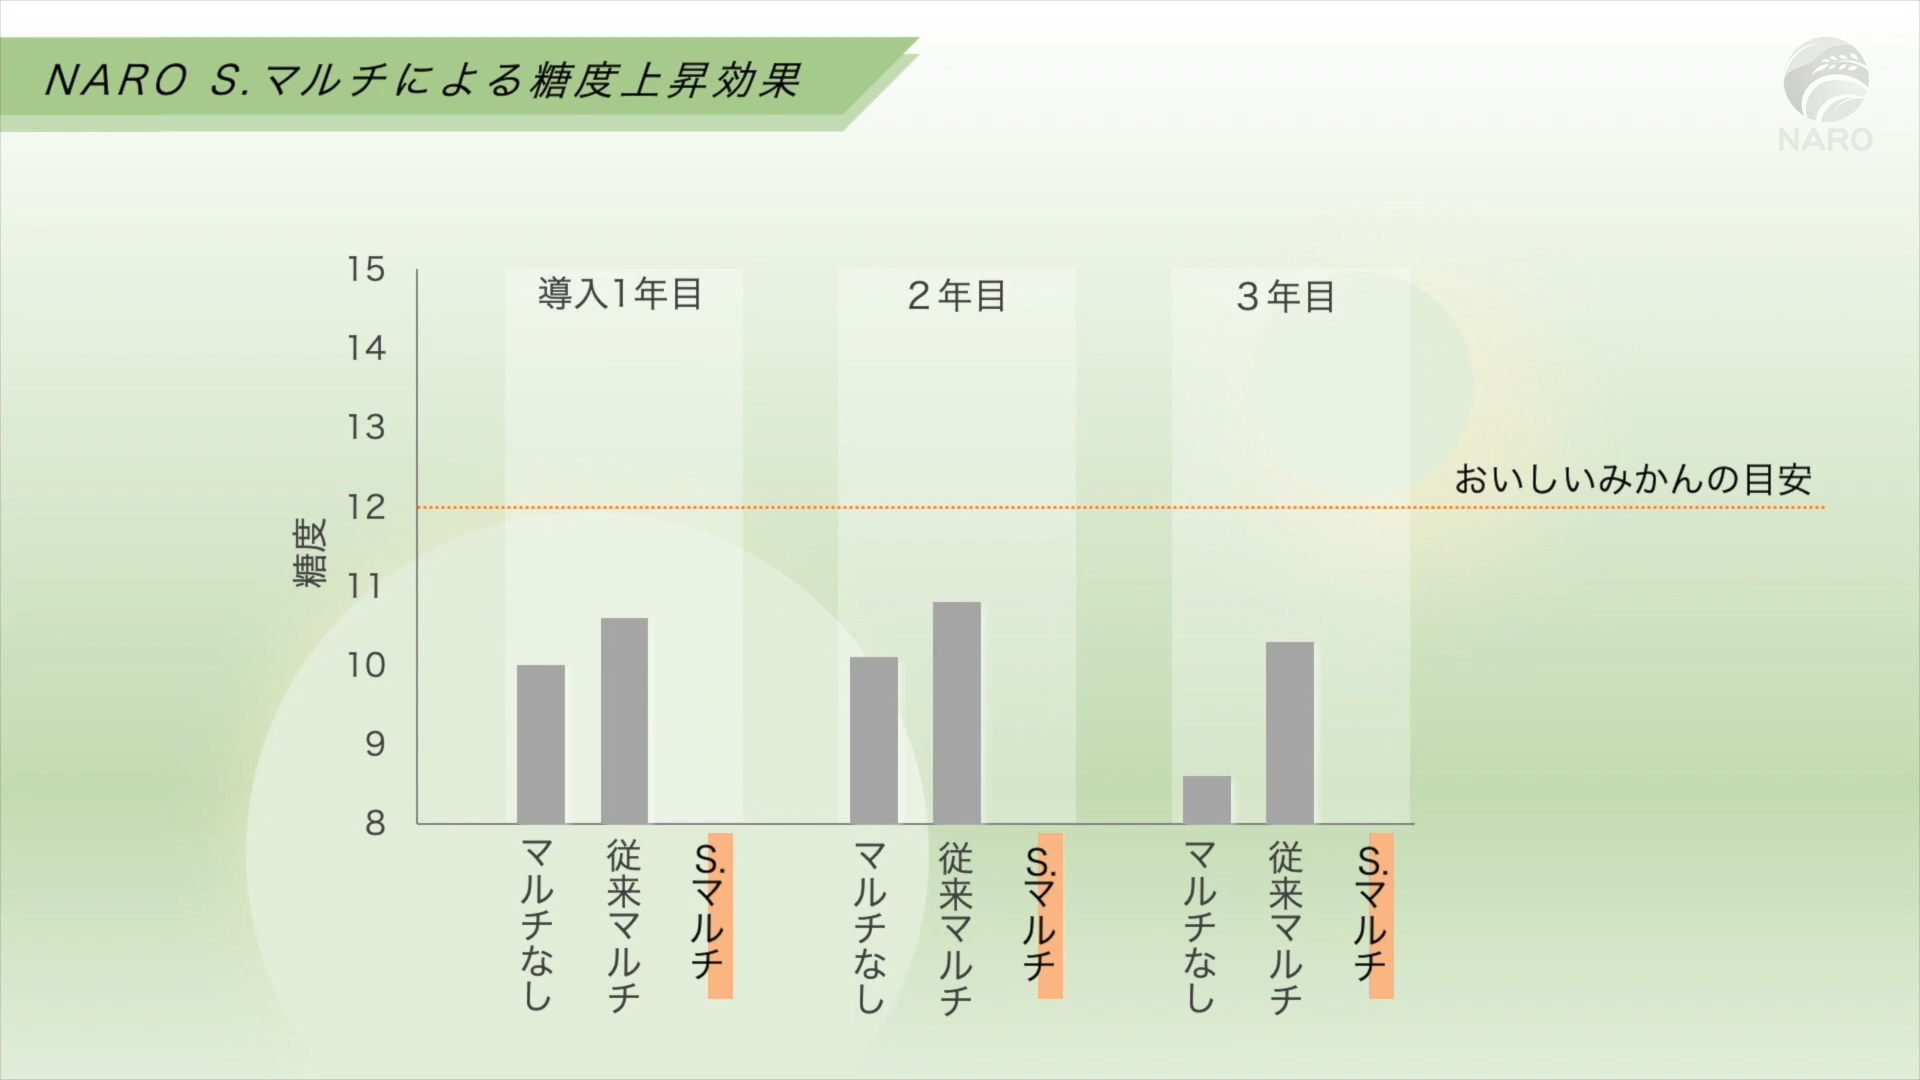 NARO S.マルチによる糖度上昇効果
NARO
15
14
13
12
11
10
9
8
糖度
導入1年目
2年目
3年目
おいしいみかんの目安
マルチなし
従来マルチ
S.マルチ
マルチなし
従来マルチ
S.マルチ
マルチなし
従来マルチ
S.マルチ